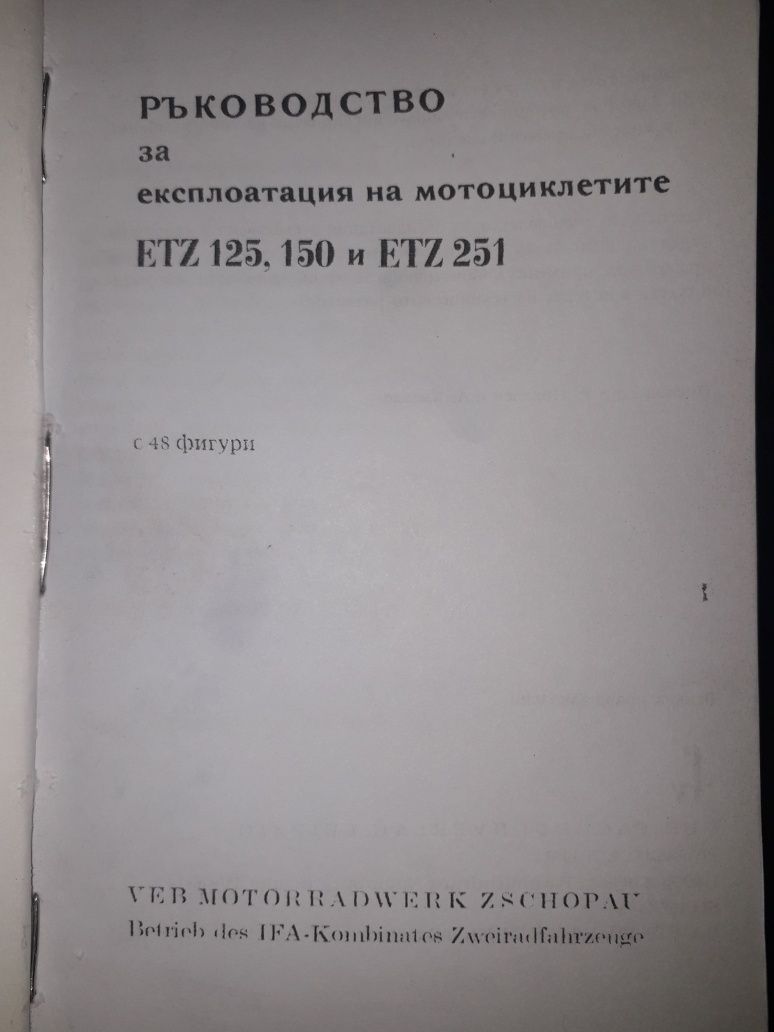 РЪКОВОДСТВО
за
експлоатация на мотоциклетите
ETZ 125, 150 и ETZ 251
с 48 фигури
VEB MOTORRADWERK ZSCHOPAU
Betrieb des IFA-Kombinates Zweiradfahrzeuge